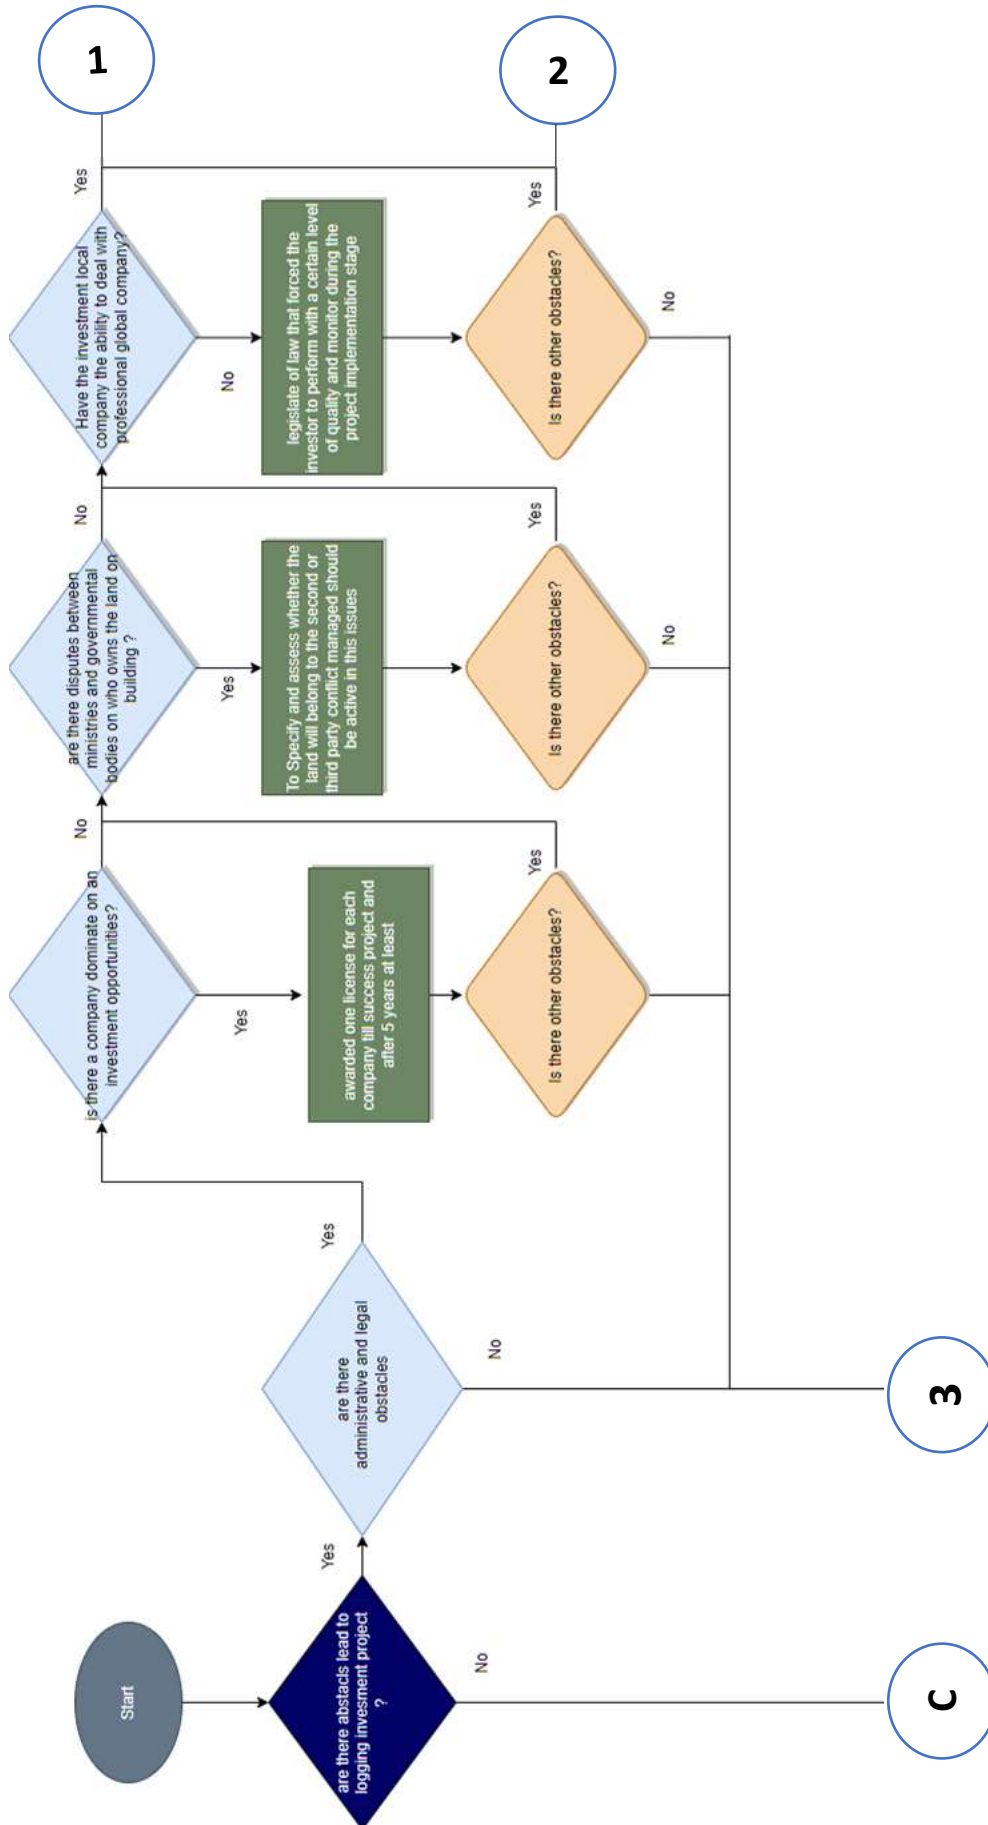 Start
are there abstacls lead to
logging invesment project
?
Yes
No
C
are there
administrative and legal
obstacles
Yes
No
3
is there a company dominate on an
investment opportunities?
No
Yes
awarded one license for each
company till success project and
after 5 years at least
Is there other obstacles?
Yes
are there disputes between
ministries and governmental
bodies on who owns the land on
building ?
No
Yes
To Specify and assess whether the
land will belong to the second or
third party conflict managed should
be active in this issues
Is there other obstacles?
Yes
No
Have the investment local
company the ability to deal with
professional global company?
Yes
No
legislate of law that forced the
investor to perform with a certain level
of quality and monitor during the
project implementation stage
Is there other obstacles?
Yes
No
1
2